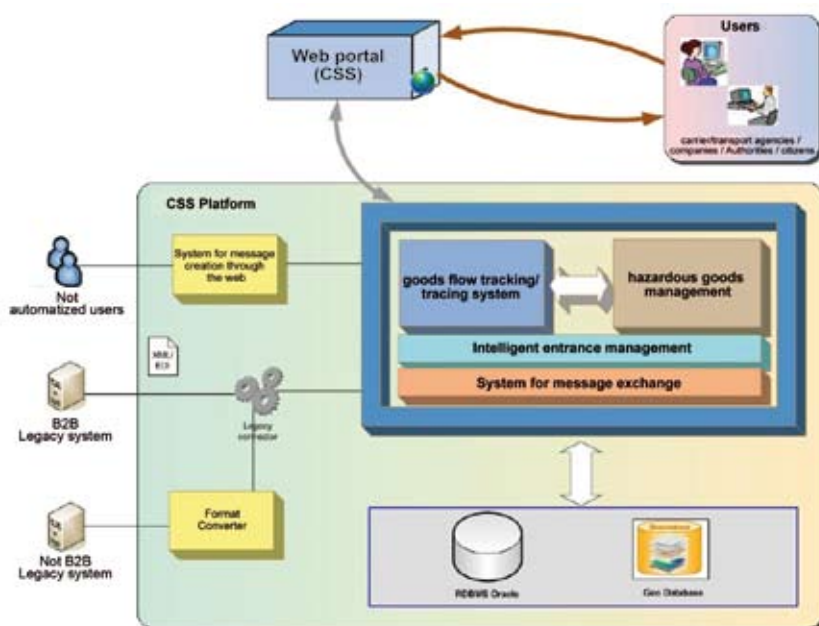 Web portal
(CSS)
Users
carrier/transport agencies /
companies / Authorities / citizens
CSS Platform
System for message
creation through
the web
Not
automatized users
goods flow tracking/
tracing system
hazardous goods
management
Intelligent entrance management
System for message exchange
XML/
EDI
B2B
Legacy system
Legacy
connector
Format
Converter
Not B2B
Legacy system
RDBMS Oracle
Geo Database